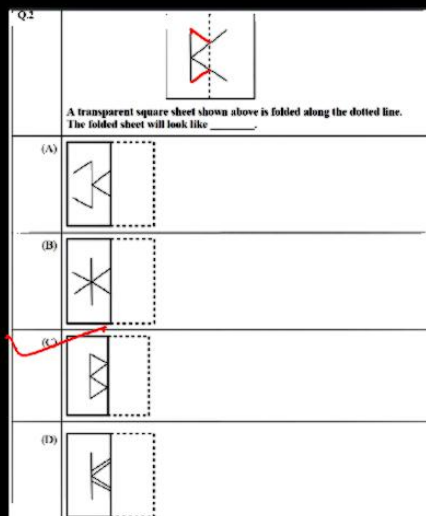 Q.2
A transparent square sheet shown above is folded along the dotted line.
The folded sheet will look like ________.
(A)
(B)
(C)
(D)